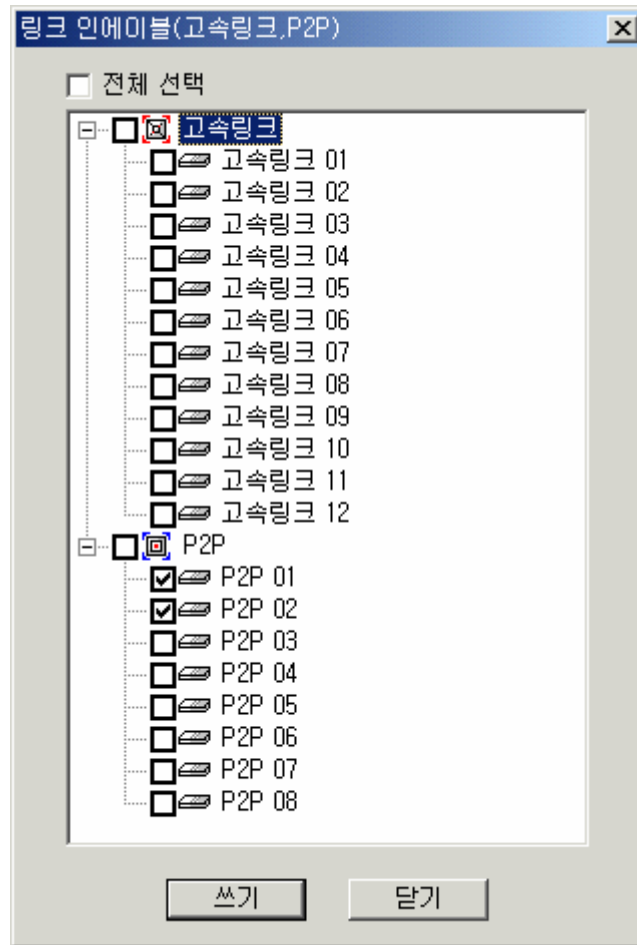 링크 인에이블(고속링크,P2P)
전체 선택
고속링크
고속링크 01
고속링크 02
고속링크 03
고속링크 04
고속링크 05
고속링크 06
고속링크 07
고속링크 08
고속링크 09
고속링크 10
고속링크 11
고속링크 12
P2P
P2P 01
P2P 02
P2P 03
P2P 04
P2P 05
P2P 06
P2P 07
P2P 08
쓰기 닫기